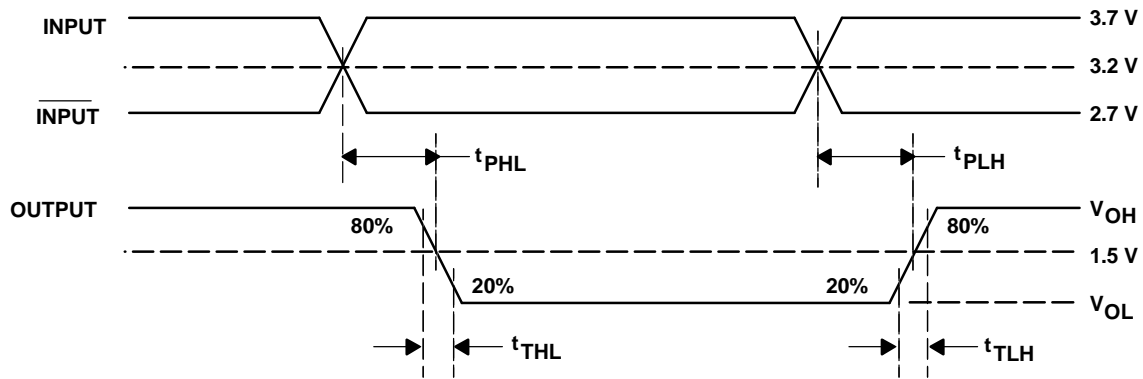 INPUT
3.7 V
3.2 V
INPUT
2.7 V
tPHL
tPLH
OUTPUT
VOH
80%
80%
1.5 V
20%
20%
VOL
tTHL
tTLH